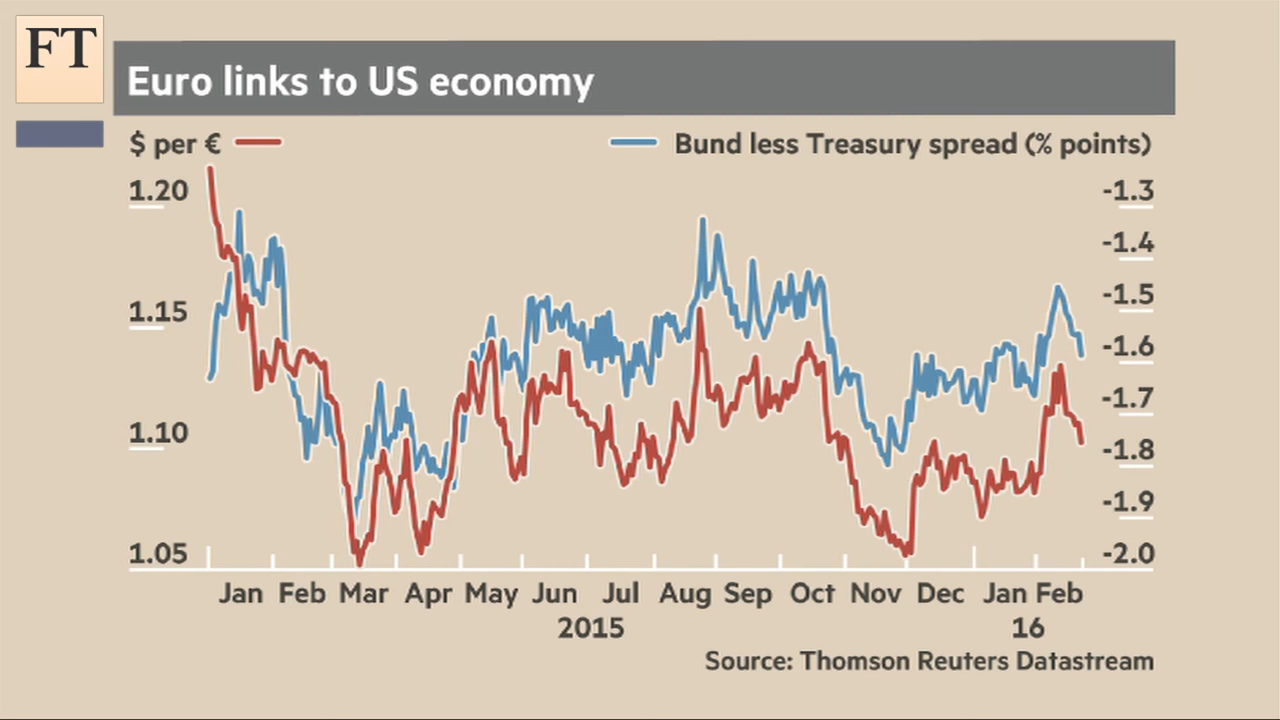 FT
Euro links to US economy
$ per €
Bund less Treasury spread (% points)
1.20
1.15
1.10
1.05
-1.3
-1.4
-1.5
-1.6
-1.7
-1.8
-1.9
-2.0
Jan Feb Mar Apr May Jun Jul Aug Sep Oct Nov Dec Jan Feb
2015 16
Source: Thomson Reuters Datastream